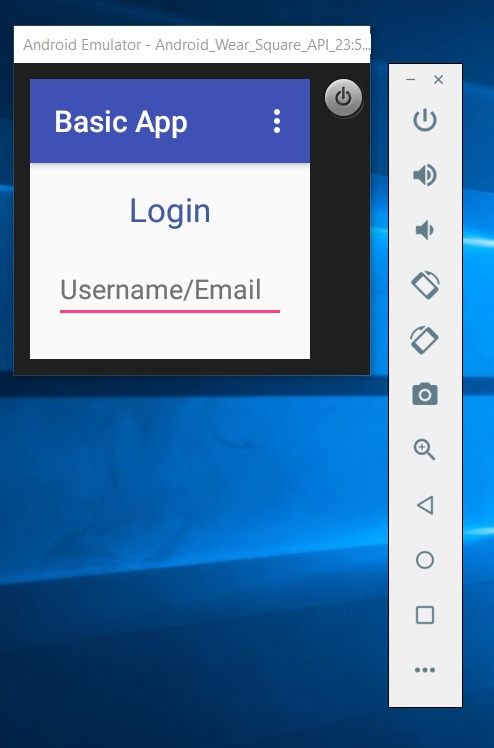 Android Emulator - Android_Wear_Square_API_23:5...
Basic App
Login
Username/Email